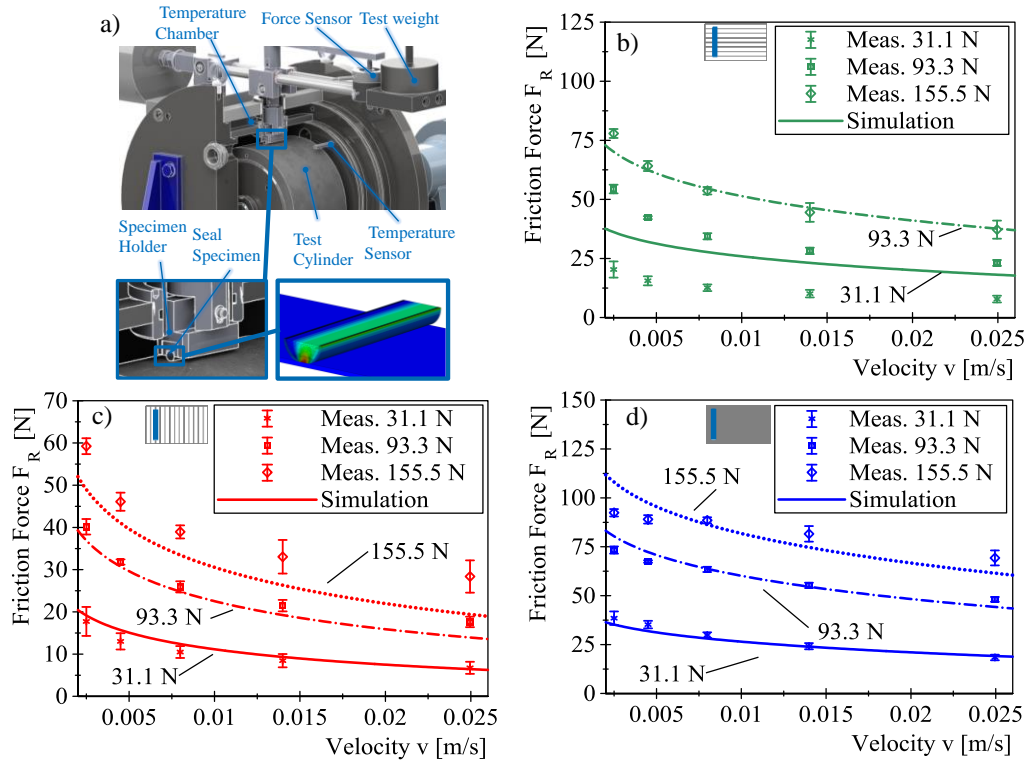 a)
Temperature
Chamber
Force Sensor
Test weight
Specimen
Holder
Seal
Specimen
Test
Cylinder
Temperature
Sensor
b)
Meas. 31.1 N
Meas. 93.3 N
Meas. 155.5 N
Simulation
93.3 N
31.1 N
Friction Force F_R [N]
125
100
75
50
25
0
0.005
0.01
0.015
0.02
0.025
Velocity v [m/s]
c)
Meas. 31.1 N
Meas. 93.3 N
Meas. 155.5 N
Simulation
155.5 N
93.3 N
31.1 N
Friction Force F_R [N]
70
60
50
40
30
20
10
0
0.005
0.01
0.015
0.02
0.025
Velocity v [m/s]
d)
Meas. 31.1 N
Meas. 93.3 N
Meas. 155.5 N
Simulation
155.5 N
93.3 N
31.1 N
Friction Force F_R [N]
150
125
100
75
50
25
0
0.005
0.01
0.015
0.02
0.025
Velocity v [m/s]